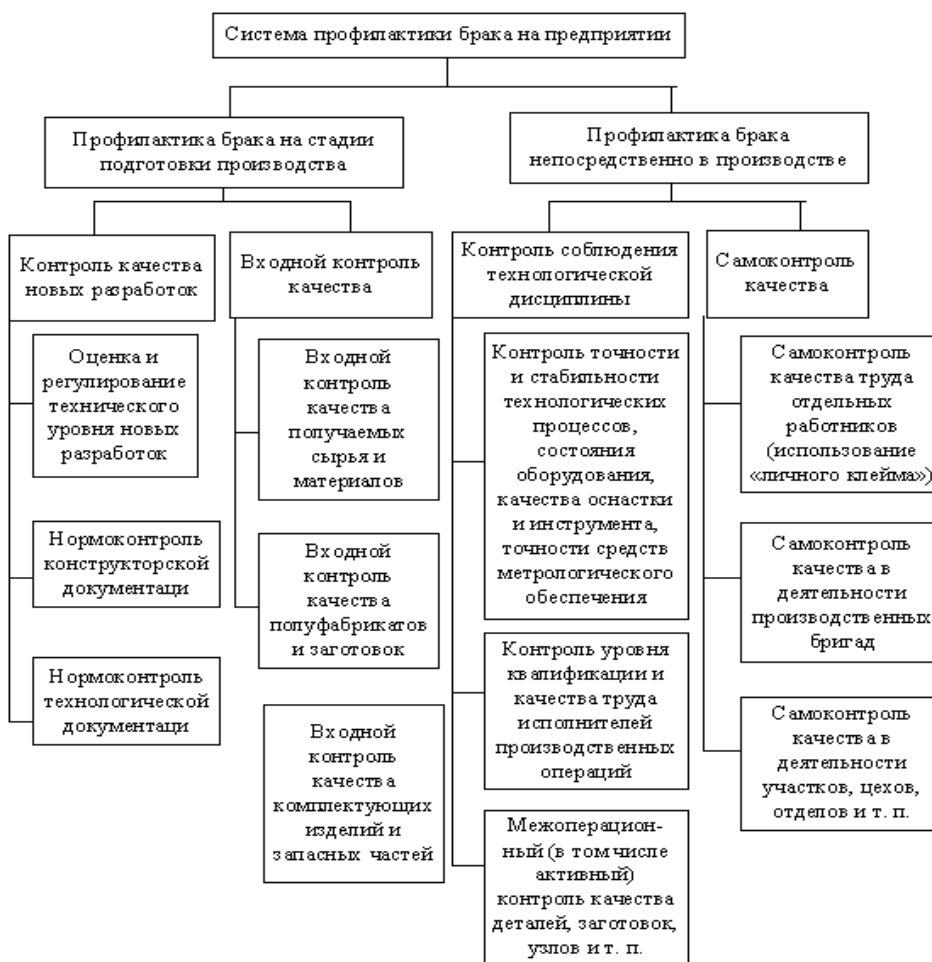 Система профилактики брака на предприятии
Профилактика брака на стадии
подготовки производства
Профилактика брака
непосредственно в производстве
Контроль качества
новых разработок
Входной контроль
качества
Контроль соблюдения
технологической
дисциплины
Самоконтроль
качества
Оценка и
регулирование
технического
уровня новых
разработок
Нормоконтроль
конструкторской
документаци
Нормоконтроль
технологической
документаци
Входной
контроль
качества
получаемых
сырья и
материалов
Входной
контроль
качества
полуфабрикатов
и заготовок
Входной
контроль
качества
комплектующих
изделий и
запасных частей
Контроль точности
и стабильности
технологических
процессов,
состояния
оборудования,
качества оснастки
и инструмента,
точности средств
метрологического
обеспечения
Контроль уровня
квалификации и
качества труда
исполнителей
производственных
операций
Межоперацион-
ный (в том числе
активный)
контроль качества
деталей, заготовок,
узлов и т. п.
Самоконтроль
качества труда
отдельных
работников
(использование
«личного клейма»)
Самоконтроль
качества в
деятельности
производственных
бригад
Самоконтроль
качества в
деятельности
участков, цехов,
отделов и т. п.